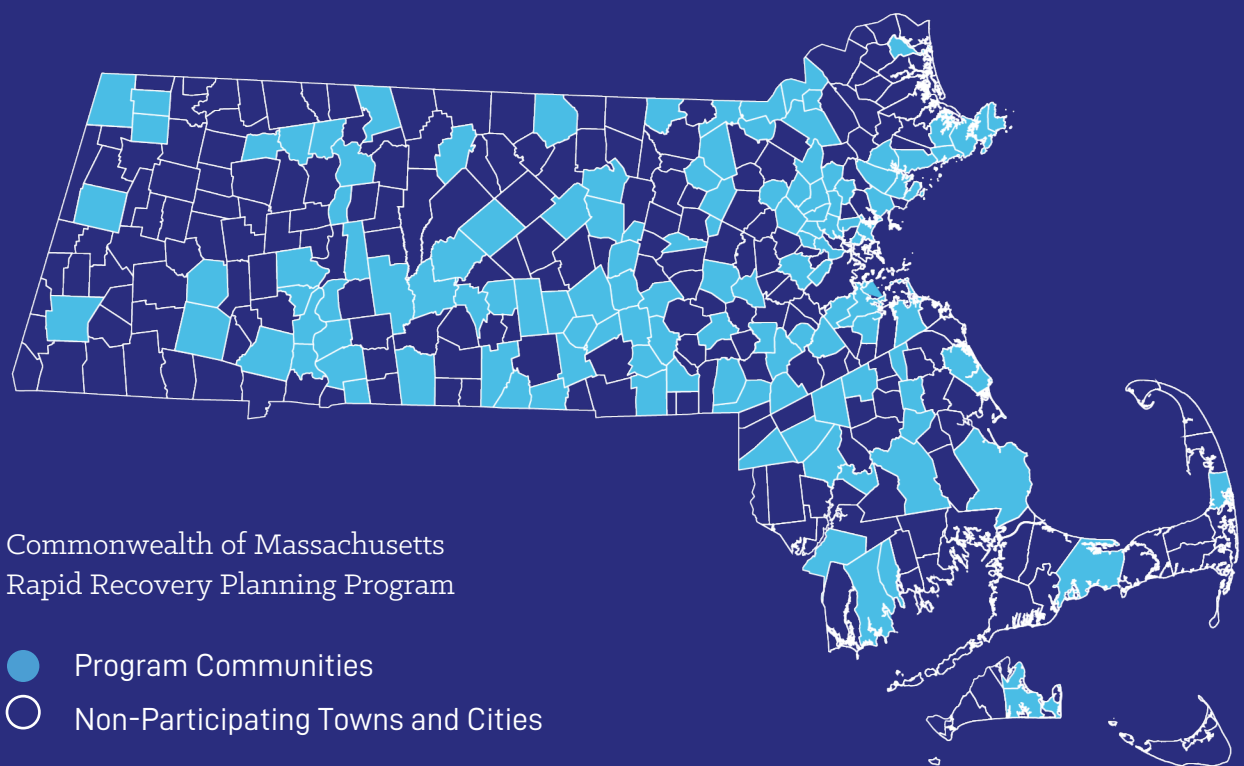 Commonwealth of Massachusetts
Rapid Recovery Planning Program
Program Communities
Non-Participating Towns and Cities